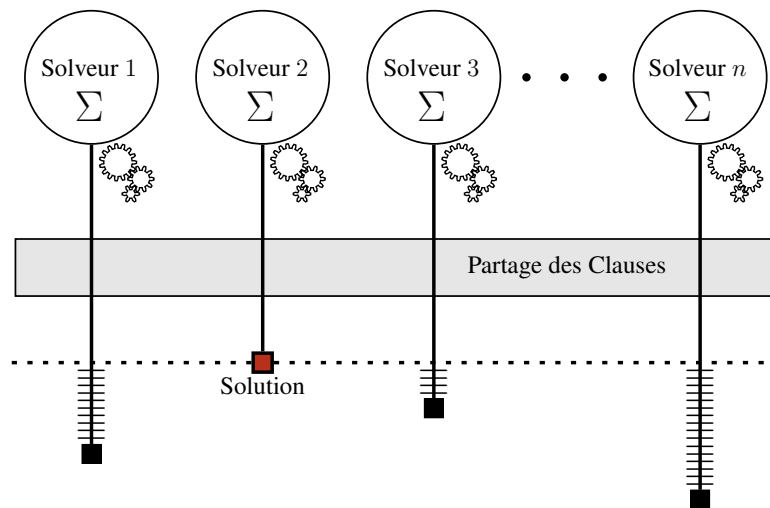 Solveur 1
∑
Solveur 2
∑
Solveur 3
∑
Solveur n
∑
Partage des Clauses
Solution